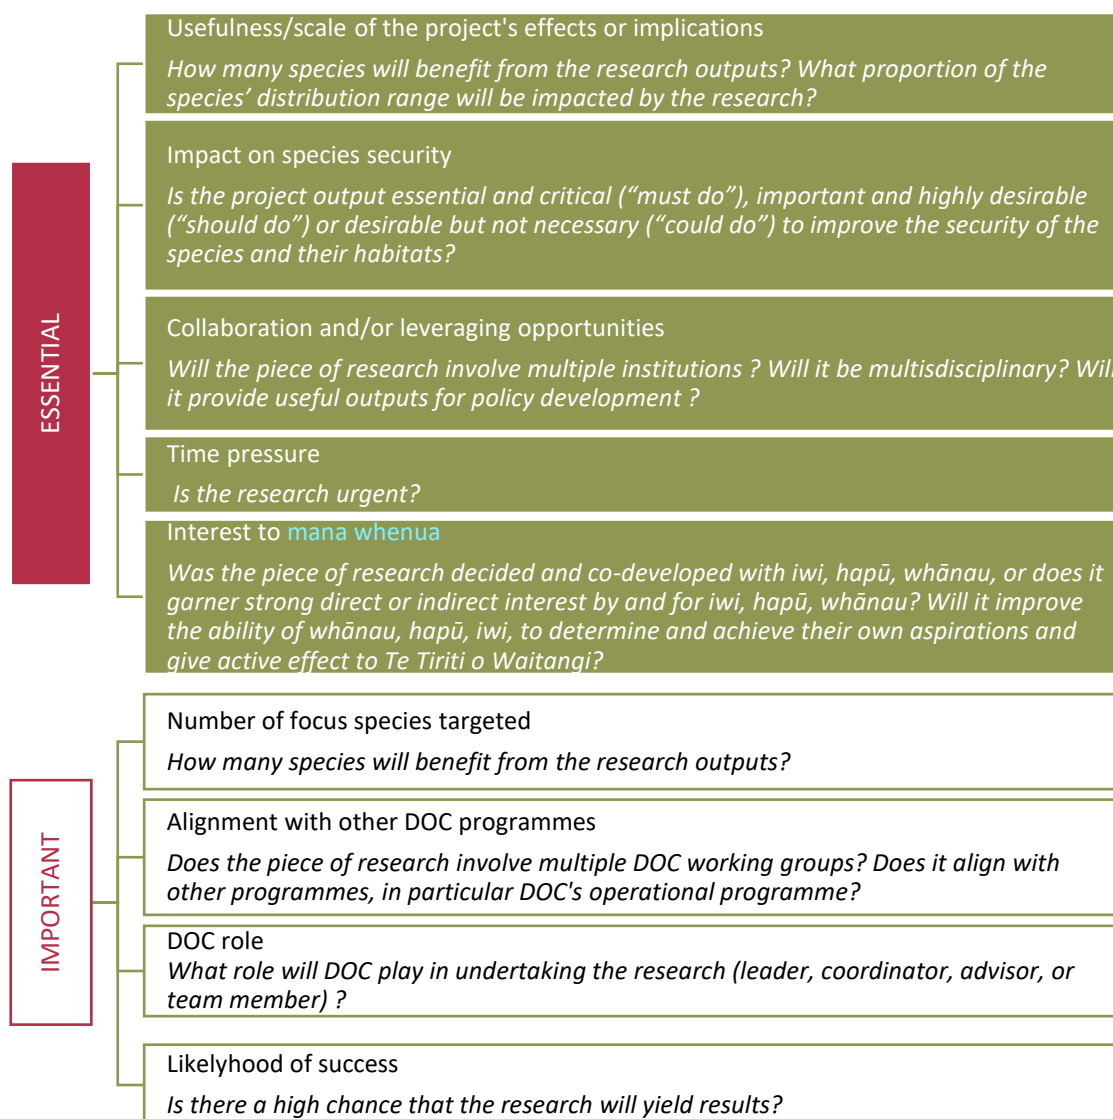 ESSENTIAL
Usefulness/scale of the project's effects or implications
How many species will benefit from the research outputs? What proportion of the
species’ distribution range will be impacted by the research?
Impact on species security
Is the project output essential and critical (“must do”), important and highly desirable
(“should do”) or desirable but not necessary (“could do”) to improve the security of the
species and their habitats?
Collaboration and/or leveraging opportunities
Will the piece of research involve multiple institutions ? Will it be multisdisciplinary? Will
it provide useful outputs for policy development ?
Time pressure
Is the research urgent?
Interest to mana whenua
Was the piece of research decided and co-developed with iwi, hapū, whānau, or does it
garner strong direct or indirect interest by and for iwi, hapū, whānau? Will it improve
the ability of whānau, hapū, iwi, to determine and achieve their own aspirations and
give active effect to Te Tiriti o Waitangi?
IMPORTANT
Number of focus species targeted
How many species will benefit from the research outputs?
Alignment with other DOC programmes
Does the piece of research involve multiple DOC working groups? Does it align with
other programmes, in particular DOC's operational programme?
DOC role
What role will DOC play in undertaking the research (leader, coordinator, advisor, or
team member) ?
Likelyhood of success
Is there a high chance that the research will yield results?